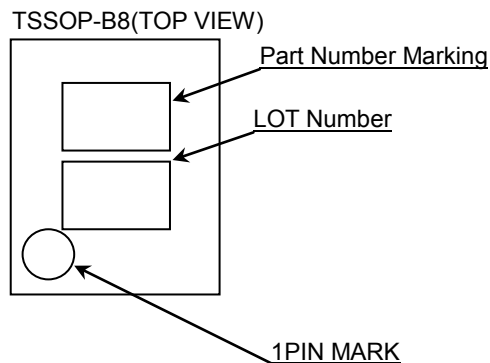 TSSOP-B8(TOP VIEW)
Part Number Marking
LOT Number
1PIN MARK